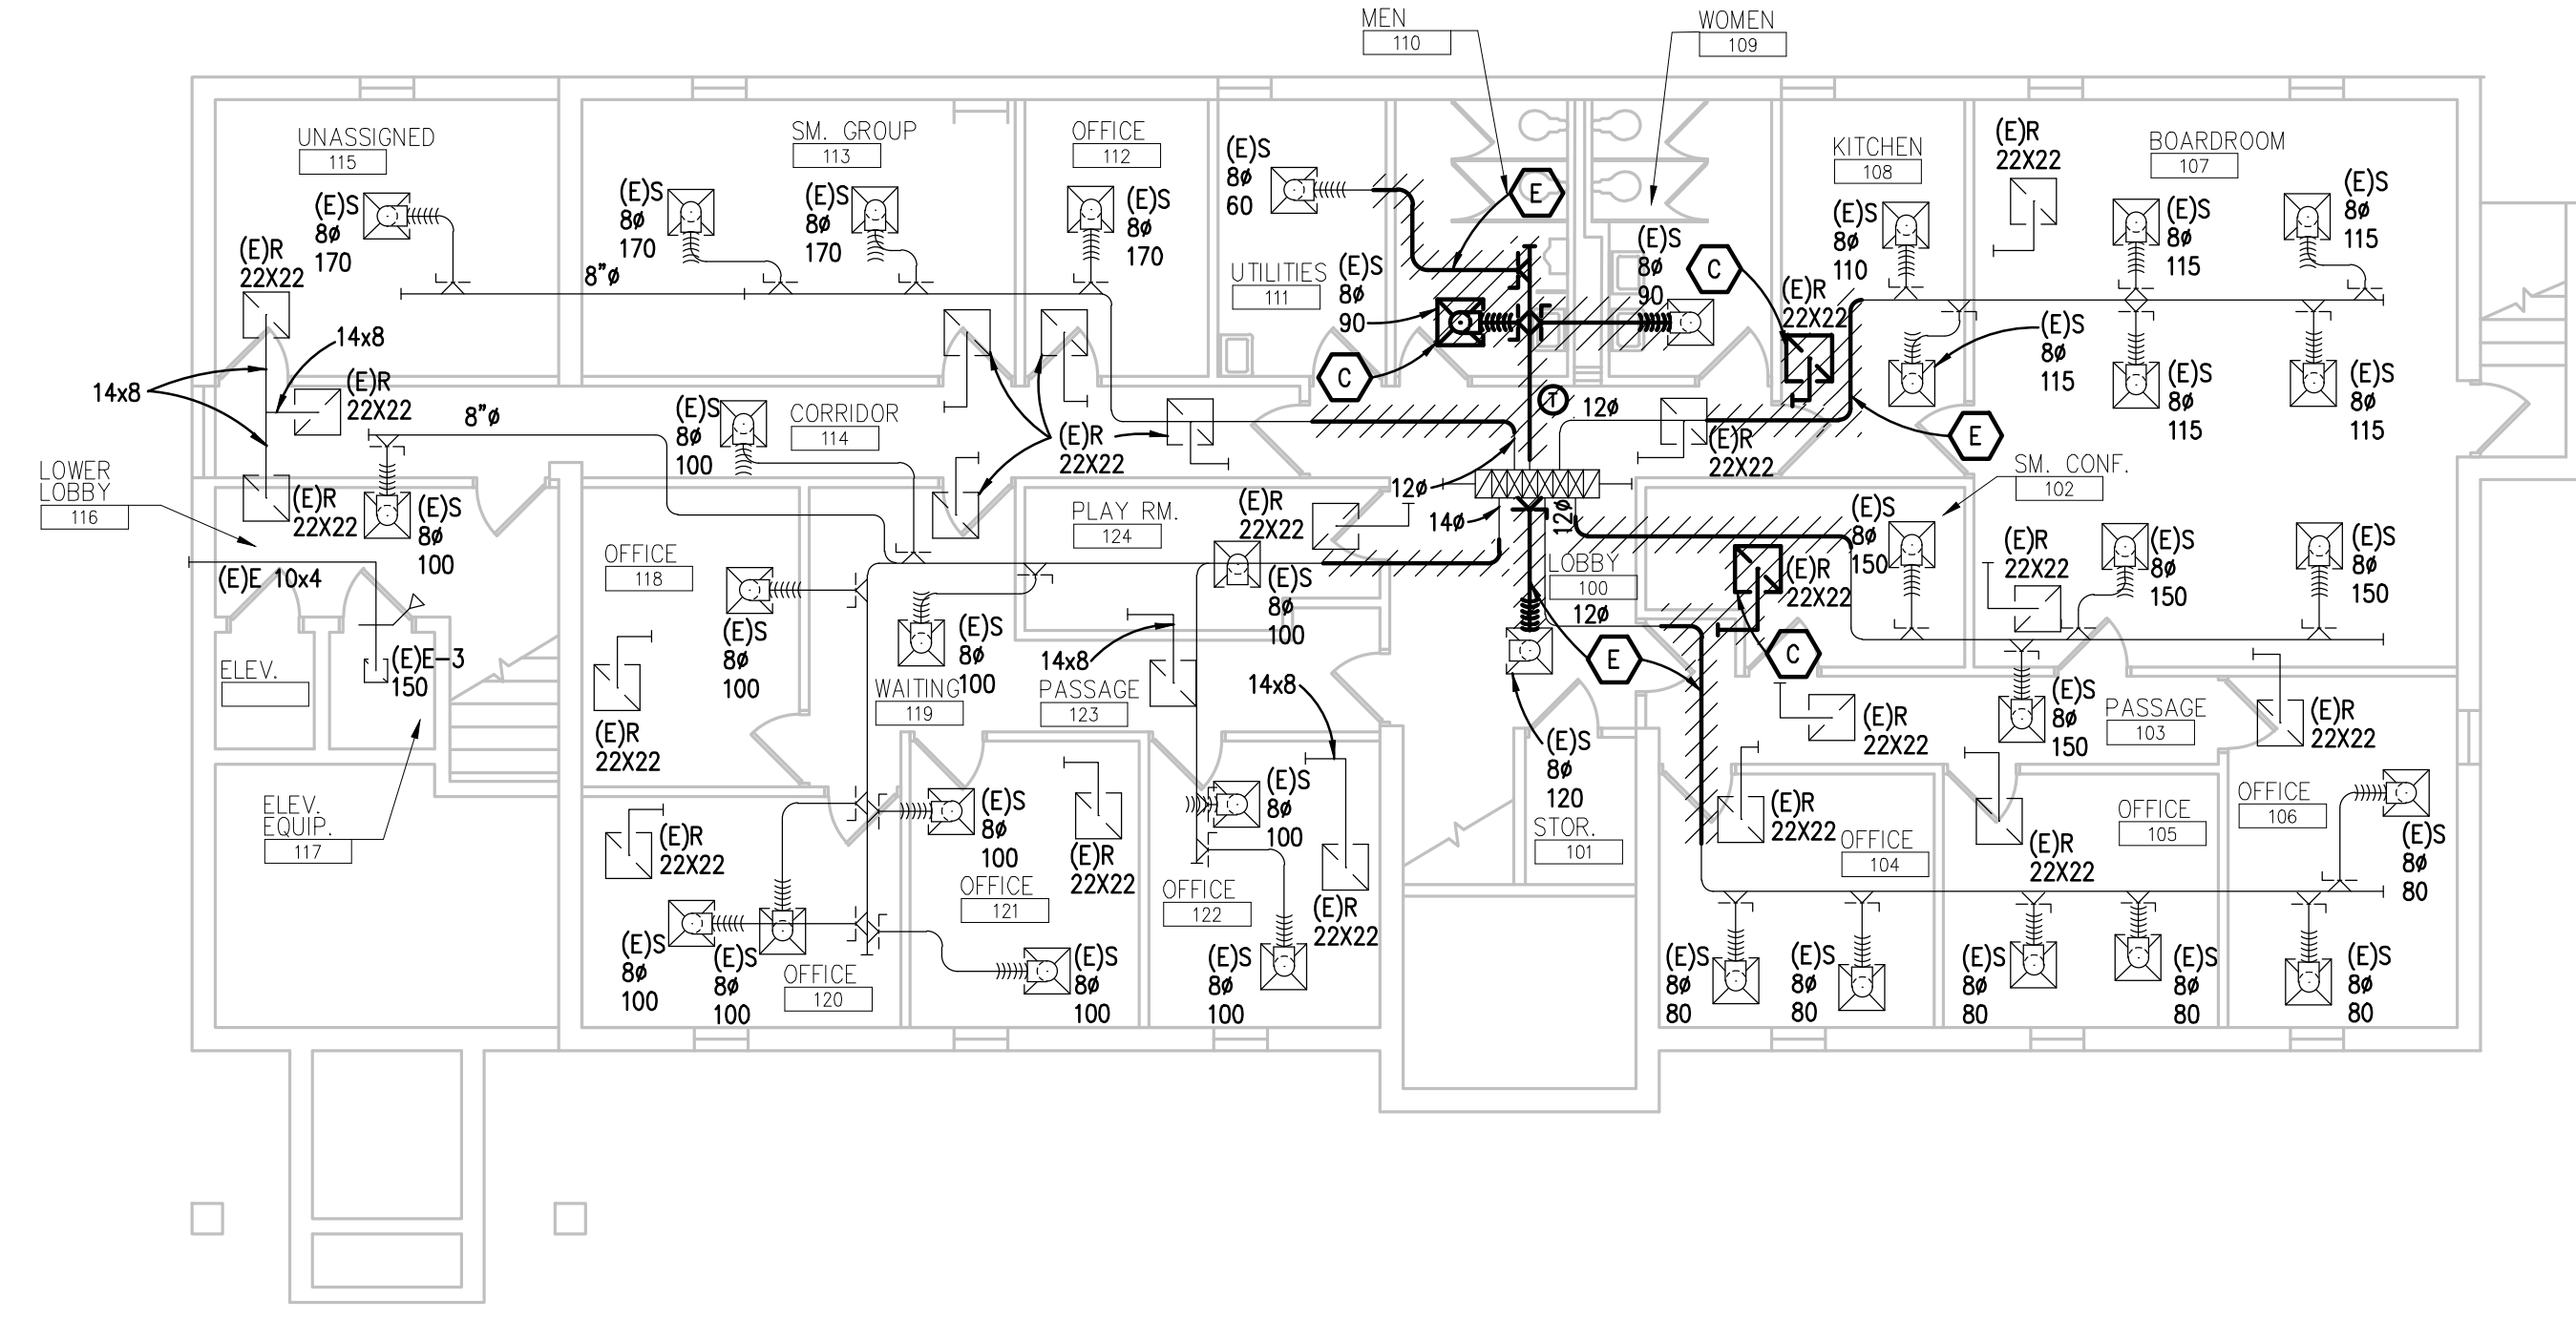 MEN
110
WOMEN
109
UNASSIGNED
115
SM. GROUP
113
OFFICE
112
(E)S
8ø
60
KITCHEN
108
(E)R
22X22
BOARDROOM
107
(E)S
8ø
170
(E)S
8ø
170
(E)S
8ø
170
(E)S
8ø
170
E
(E)S
8ø
110
(E)S
8ø
115
(E)S
8ø
115
(E)R
22X22
8"ø
UTILITIES
111
(E)S
8ø
90
(E)S
8ø
90
C
(E)R
22X22
14x8
14x8
(E)R
22X22
C
(E)S
8ø
115
(E)S
8ø
115
(E)S
8ø
115
8"ø
(E)S
8ø
100
CORRIDOR
114
(E)R
22X22
T
12ø
(E)R
22X22
E
LOWER
LOBBY
116
(E)R
22X22
(E)S
8ø
100
12ø
14ø
12ø
SM. CONF.
102
PLAY RM.
124
(E)R
22X22
(E)S
8ø
150
(E)R
22X22
(E)S
8ø
150
(E)S
8ø
150
(E)E 10x4
OFFICE
118
(E)S
8ø
100
LOBBY
100
12ø
(E)R
22X22
ELEV.
(E)E-3
150
(E)S
8ø
100
(E)S
8ø
100
14x8
E
C
WAITING
119
PASSAGE
123
14x8
(E)R
22X22
(E)R
22X22
(E)S
8ø
150
PASSAGE
103
(E)R
22X22
(E)S
8ø
120
ELEV.
EQUIP.
117
(E)R
22X22
(E)S
8ø
100
(E)R
22X22
(E)S
8ø
100
STOR.
101
(E)R
22X22
OFFICE
104
(E)R
22X22
OFFICE
105
OFFICE
106
(E)S
8ø
80
OFFICE
121
OFFICE
122
(E)R
22X22
(E)S
8ø
100
(E)S
8ø
100
OFFICE
120
(E)S
8ø
100
(E)S
8ø
100
(E)S
8ø
80
(E)S
8ø
80
(E)S
8ø
80
(E)S
8ø
80
(E)S
8ø
80